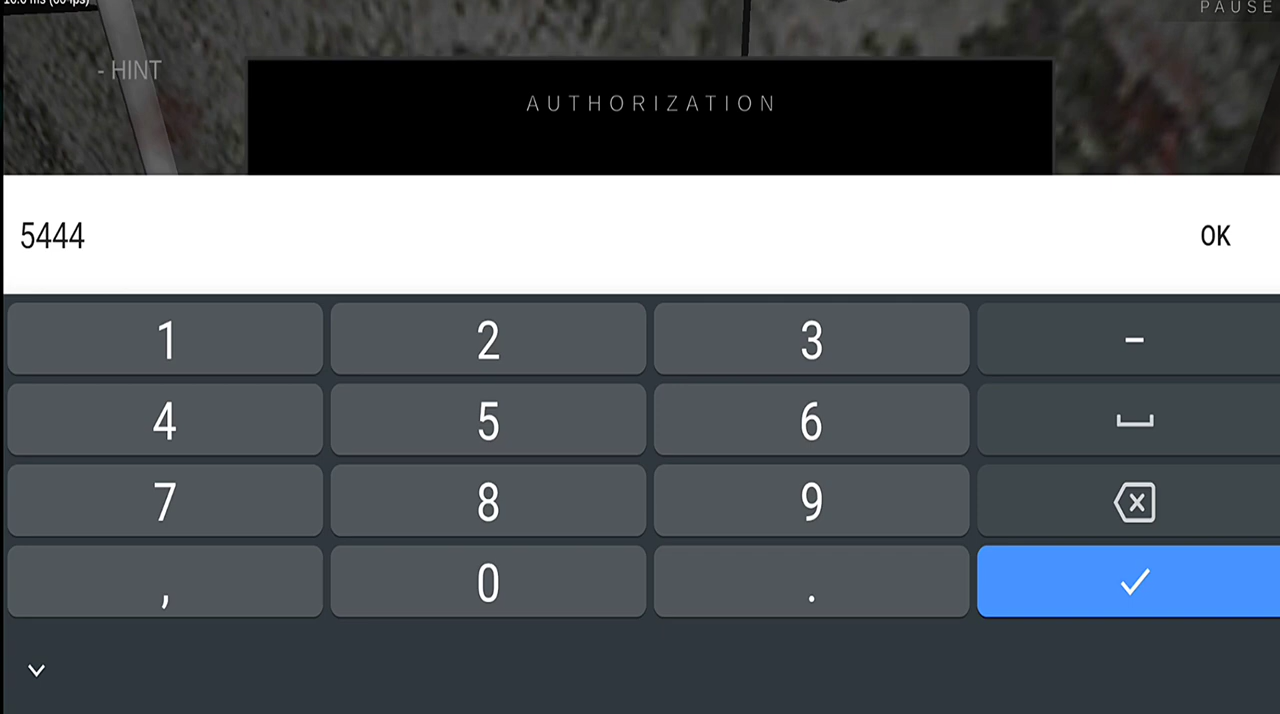 PAUSE
- HINT
AUTHORIZATION
5444
OK
1 2 3 -
4 5 6
7 8 9
, 0 .